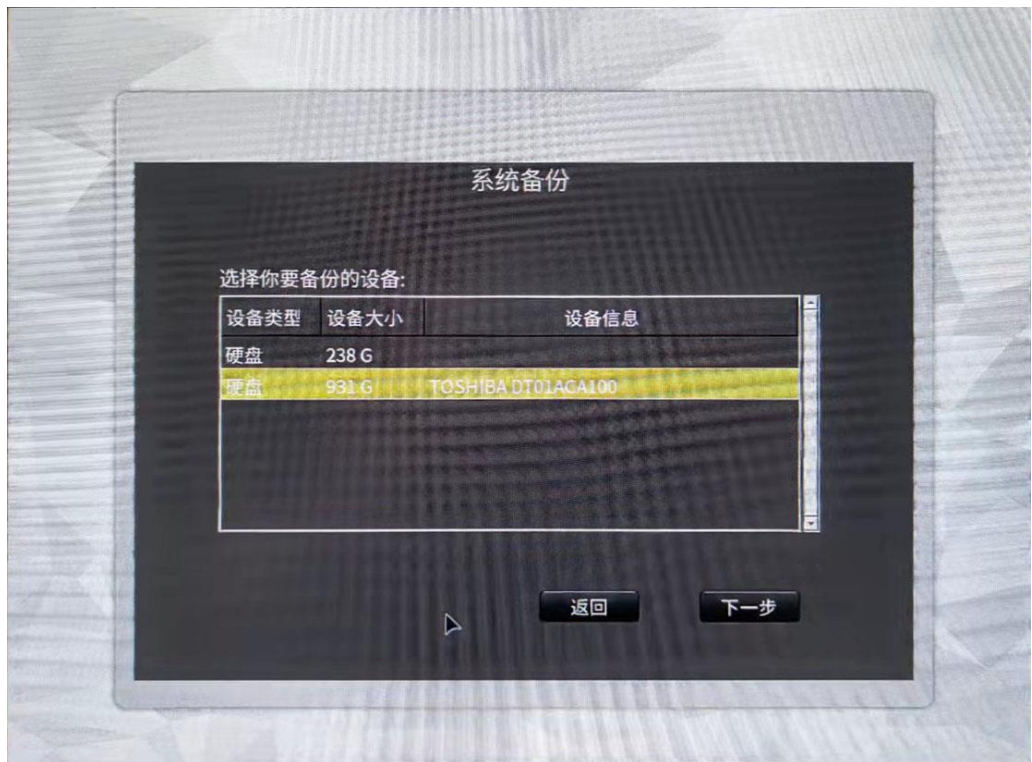 系统备份
选择你要备份的设备:
设备类型 设备大小 设备信息
硬盘 238 G
硬盘 931 G TOSHIBA DT01ACA100
返回 下一步